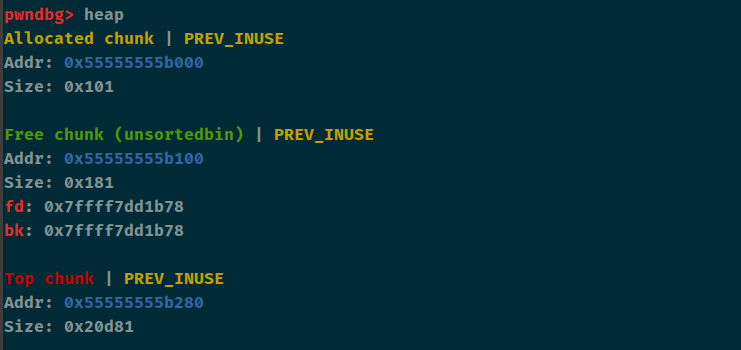 pwndbg> heap
Allocated chunk | PREV_INUSE
Addr: 0x55555555b000
Size: 0x101
Free chunk (unsortedbin) | PREV_INUSE
Addr: 0x55555555b100
Size: 0x181
fd: 0x7ffff7dd1b78
bk: 0x7ffff7dd1b78
Top chunk | PREV_INUSE
Addr: 0x55555555b280
Size: 0x20d81